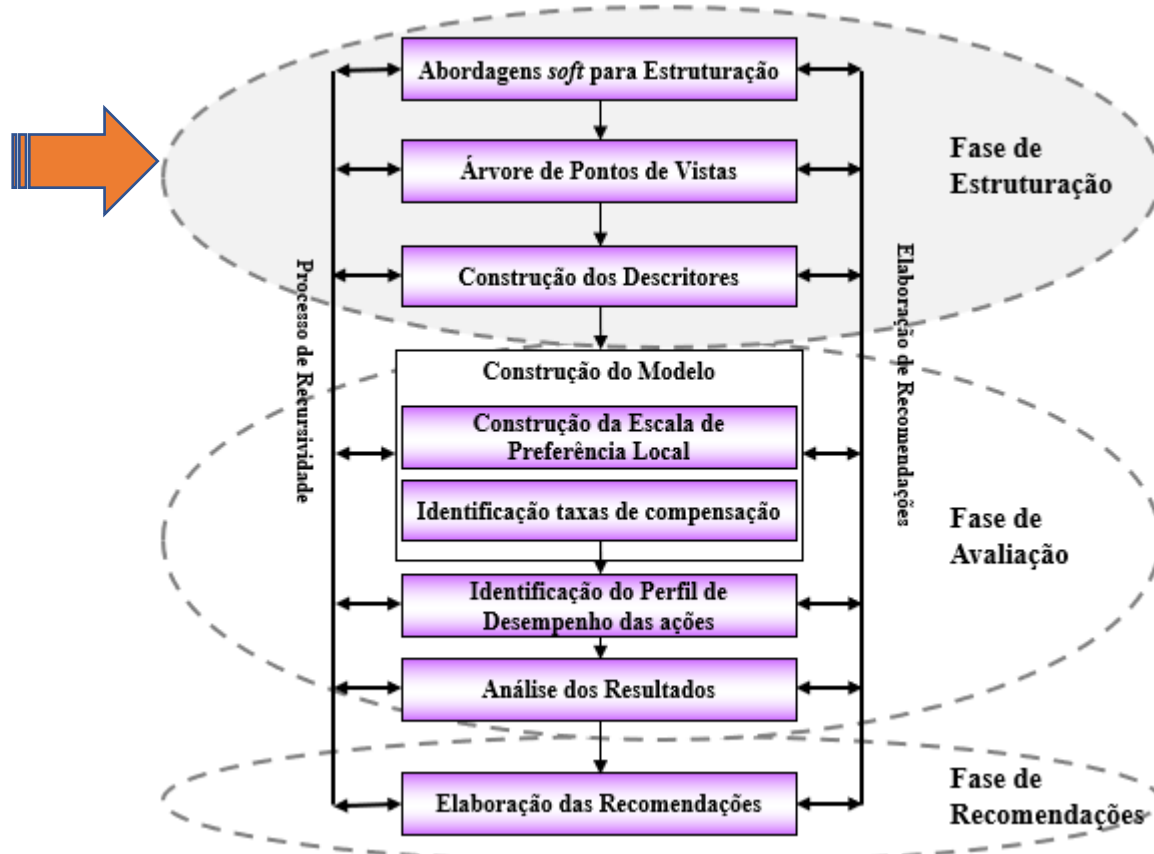 Abordagens soft para Estruturação
Árvore de Pontos de Vistas
Construção dos Descritores
Fase de
Estruturação
Processo de Recursividade
Elaboração de Recomendações
Construção do Modelo
Construção da Escala de
Preferência Local
Identificação taxas de compensação
Fase de
Avaliação
Identificação do Perfil de
Desempenho das ações
Análise dos Resultados
Elaboração das Recomendações
Fase de
Recomendações